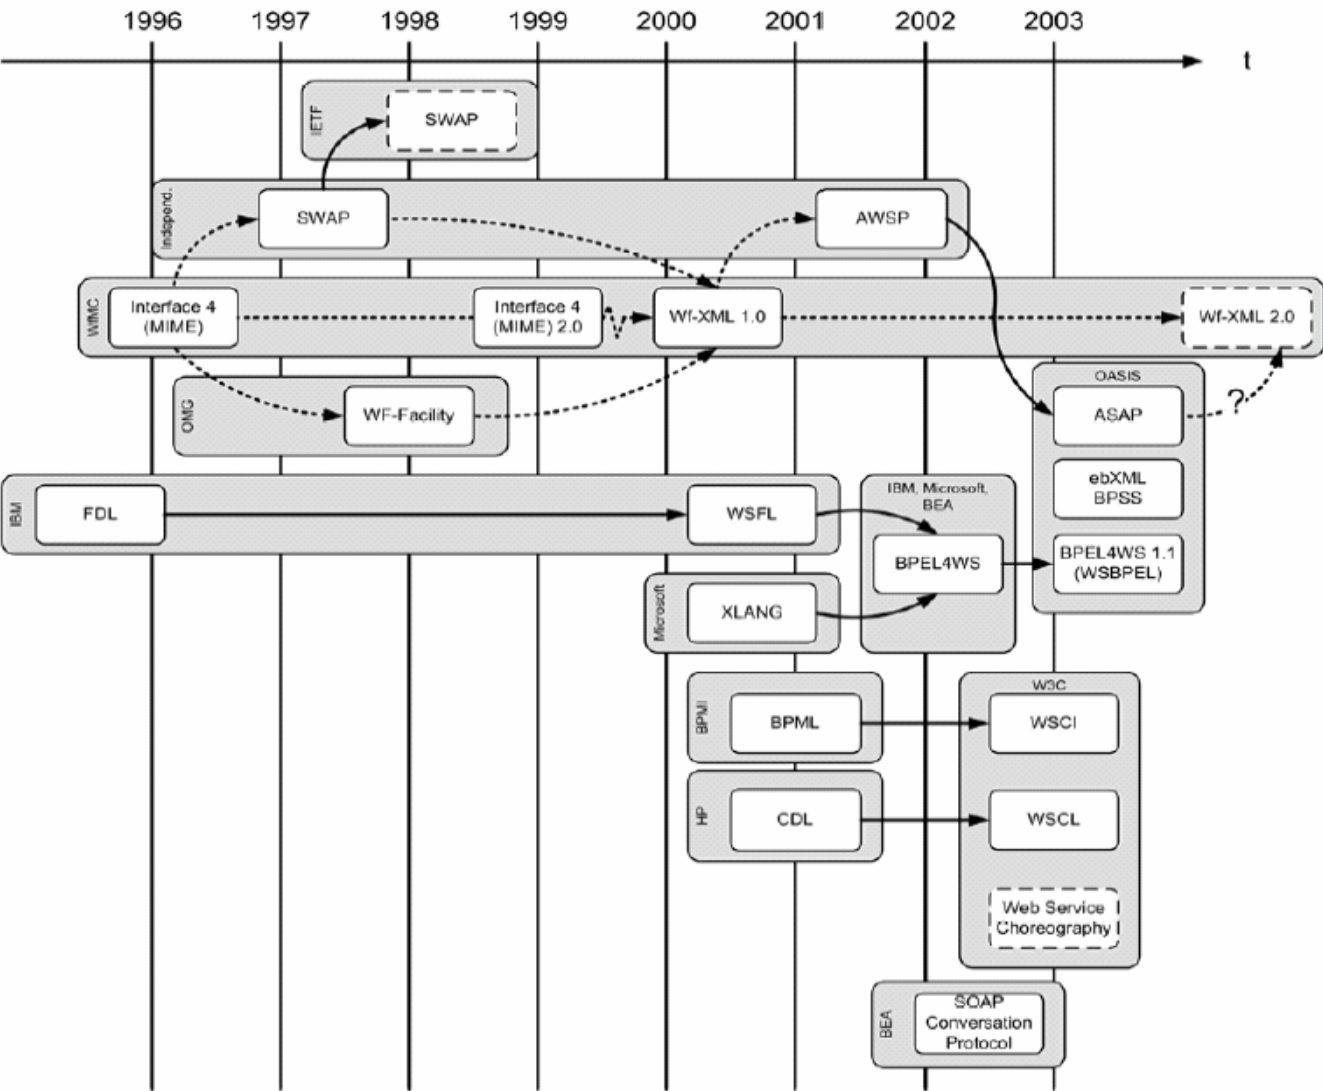 1996 1997 1998 1999 2000 2001 2002 2003
t
IETF
SWAP
Independ.
SWAP
AWSP
WfMC
Interface 4
(MIME)
Interface 4
(MIME) 2.0
Wf-XML 1.0
Wf-XML 2.0
OMG
WF-Facility
OASIS
ASAP
?
ebXML
BPSS
BPEL4WS 1.1
(WSBPEL)
IBM
FDL
WSFL
IBM, Microsoft,
BEA
BPEL4WS
Microsoft
XLANG
BPMI
BPML
W3C
WSCI
HP
CDL
WSCL
Web Service
Choreography
BEA
SOAP
Conversation
Protocol